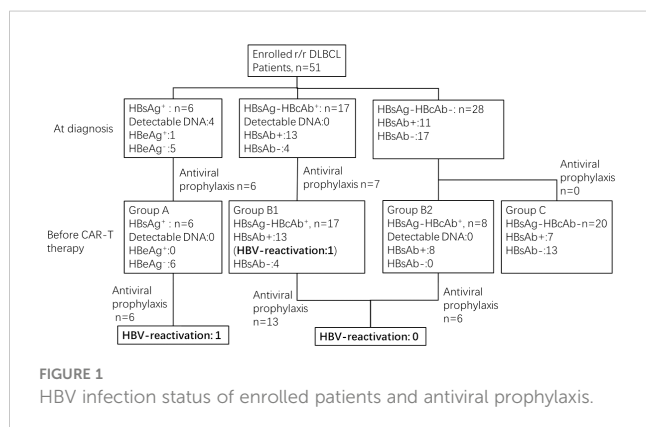 Enrolled r/r DLBCL
Patients, n=51
At diagnosis
HBsAg⁺ : n=6
Detectable DNA:4
HBeAg⁺:1
HBeAg⁻:5
HBsAg-HBcAb⁺: n=17
Detectable DNA:0
HBsAb+:13
HBsAb-:4
HBsAg-HBcAb-: n=28
HBsAb+:11
HBsAb-:17
Antiviral
prophylaxis n=6
Antiviral
prophylaxis n=7
Antiviral
prophylaxis
n=0
Before CAR-T
therapy
Group A
HBsAg⁺ : n=6
Detectable DNA:0
HBeAg⁺:0
HBeAg⁻:6
Group B1
HBsAg-HBcAb⁺, n=17
HBsAb+:13
(HBV-reactivation:1)
HBsAb-:4
Group B2
HBsAg-HBcAb⁺, n=8
Detectable DNA:0
HBsAb+:8
HBsAb-:0
Group C
HBsAg-HBcAb-n=20
HBsAb+:7
HBsAb-:13
Antiviral
prophylaxis
n=6
Antiviral
prophylaxis
n=13
Antiviral
prophylaxis
n=6
HBV-reactivation: 1
HBV-reactivation: 0
FIGURE 1
HBV infection status of enrolled patients and antiviral prophylaxis.